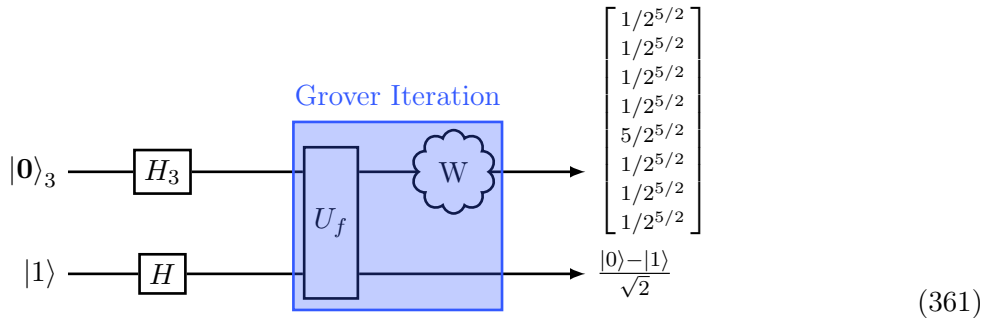 1/2^{5/2}
1/2^{5/2}
1/2^{5/2}
1/2^{5/2}
5/2^{5/2}
1/2^{5/2}
1/2^{5/2}
1/2^{5/2}
Grover Iteration
|𝟎⟩₃
H₃
W
U_f
|1⟩
H
|0⟩−|1⟩
√2
(361)